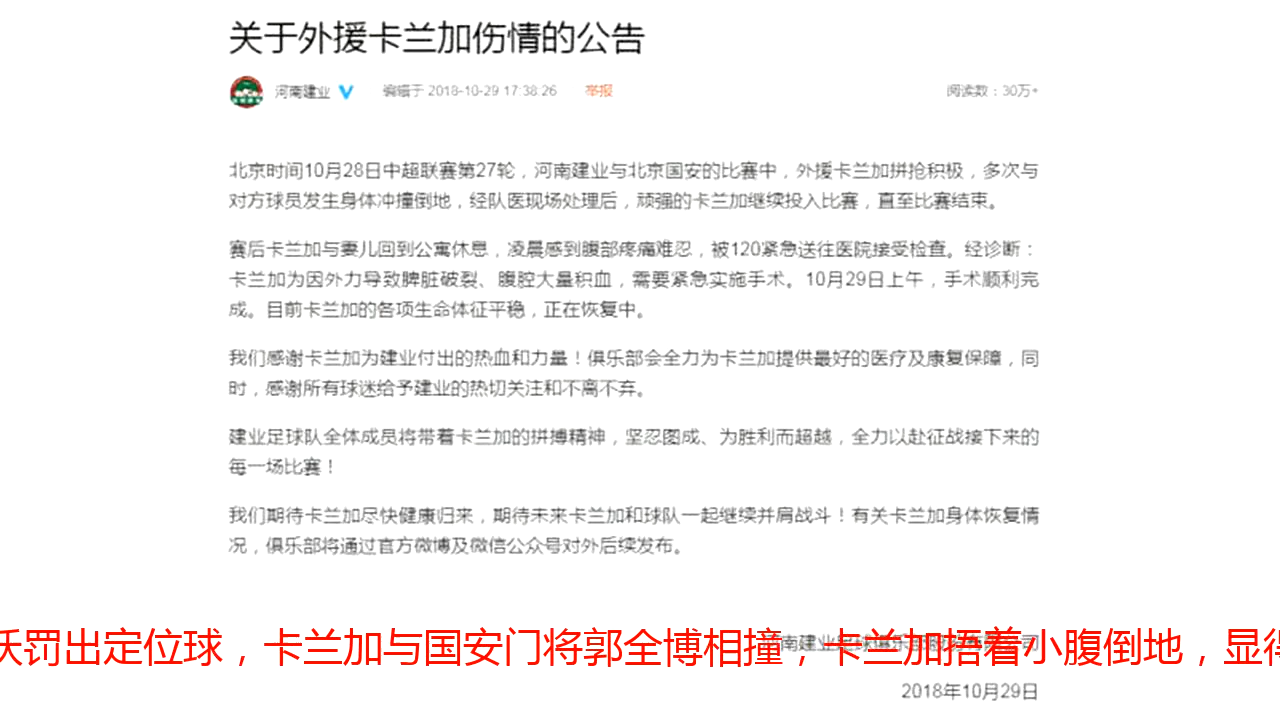 关于外援卡兰加伤情的公告
河南建业 编辑于 2018-10-29 17:38:26 举报 阅读数：30万+
北京时间10月28日中超联赛第27轮，河南建业与北京国安的比赛中，外援卡兰加拼抢积极，多次与
对方球员发生身体冲撞倒地，经队医现场处理后，顽强的卡兰加继续投入比赛，直至比赛结束。
赛后卡兰加与妻儿回到公寓休息，凌晨感到腹部疼痛难忍，被120紧急送往医院接受检查。经诊断：
卡兰加为因外力导致脾脏破裂、腹腔大量积血，需要紧急实施手术。10月29日上午，手术顺利完
成。目前卡兰加的各项生命体征平稳，正在恢复中。
我们感谢卡兰加为建业付出的热血和力量！俱乐部会全力为卡兰加提供最好的医疗及康复保障，同
时，感谢所有球迷给予建业的热切关注和不离不弃。
建业足球队全体成员将带着卡兰加的拼搏精神，坚忍图成、为胜利而超越，全力以赴征战接下来的
每一场比赛！
我们期待卡兰加尽快健康归来，期待未来卡兰加和球队一起继续并肩战斗！有关卡兰加身体恢复情
况，俱乐部将通过官方微博及微信公众号对外后续发布。
沃罚出定位球，卡兰加与国安门将郭全博相撞，卡兰加捂着小腹倒地，显得
2018年10月29日